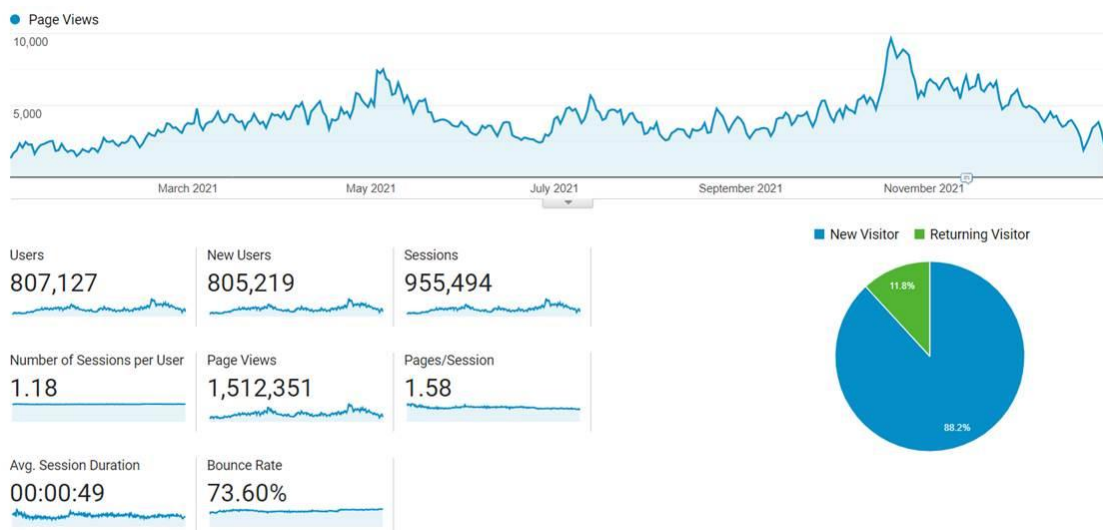 Page Views
10,000
5,000
March 2021 May 2021 July 2021 September 2021 November 2021
New Visitor Returning Visitor
Users New Users Sessions
807,127 805,219 955,494
11.8%
Number of Sessions per User Page Views Pages/Session
1.18 1,512,351 1.58
88.2%
Avg. Session Duration Bounce Rate
00:00:49 73.60%